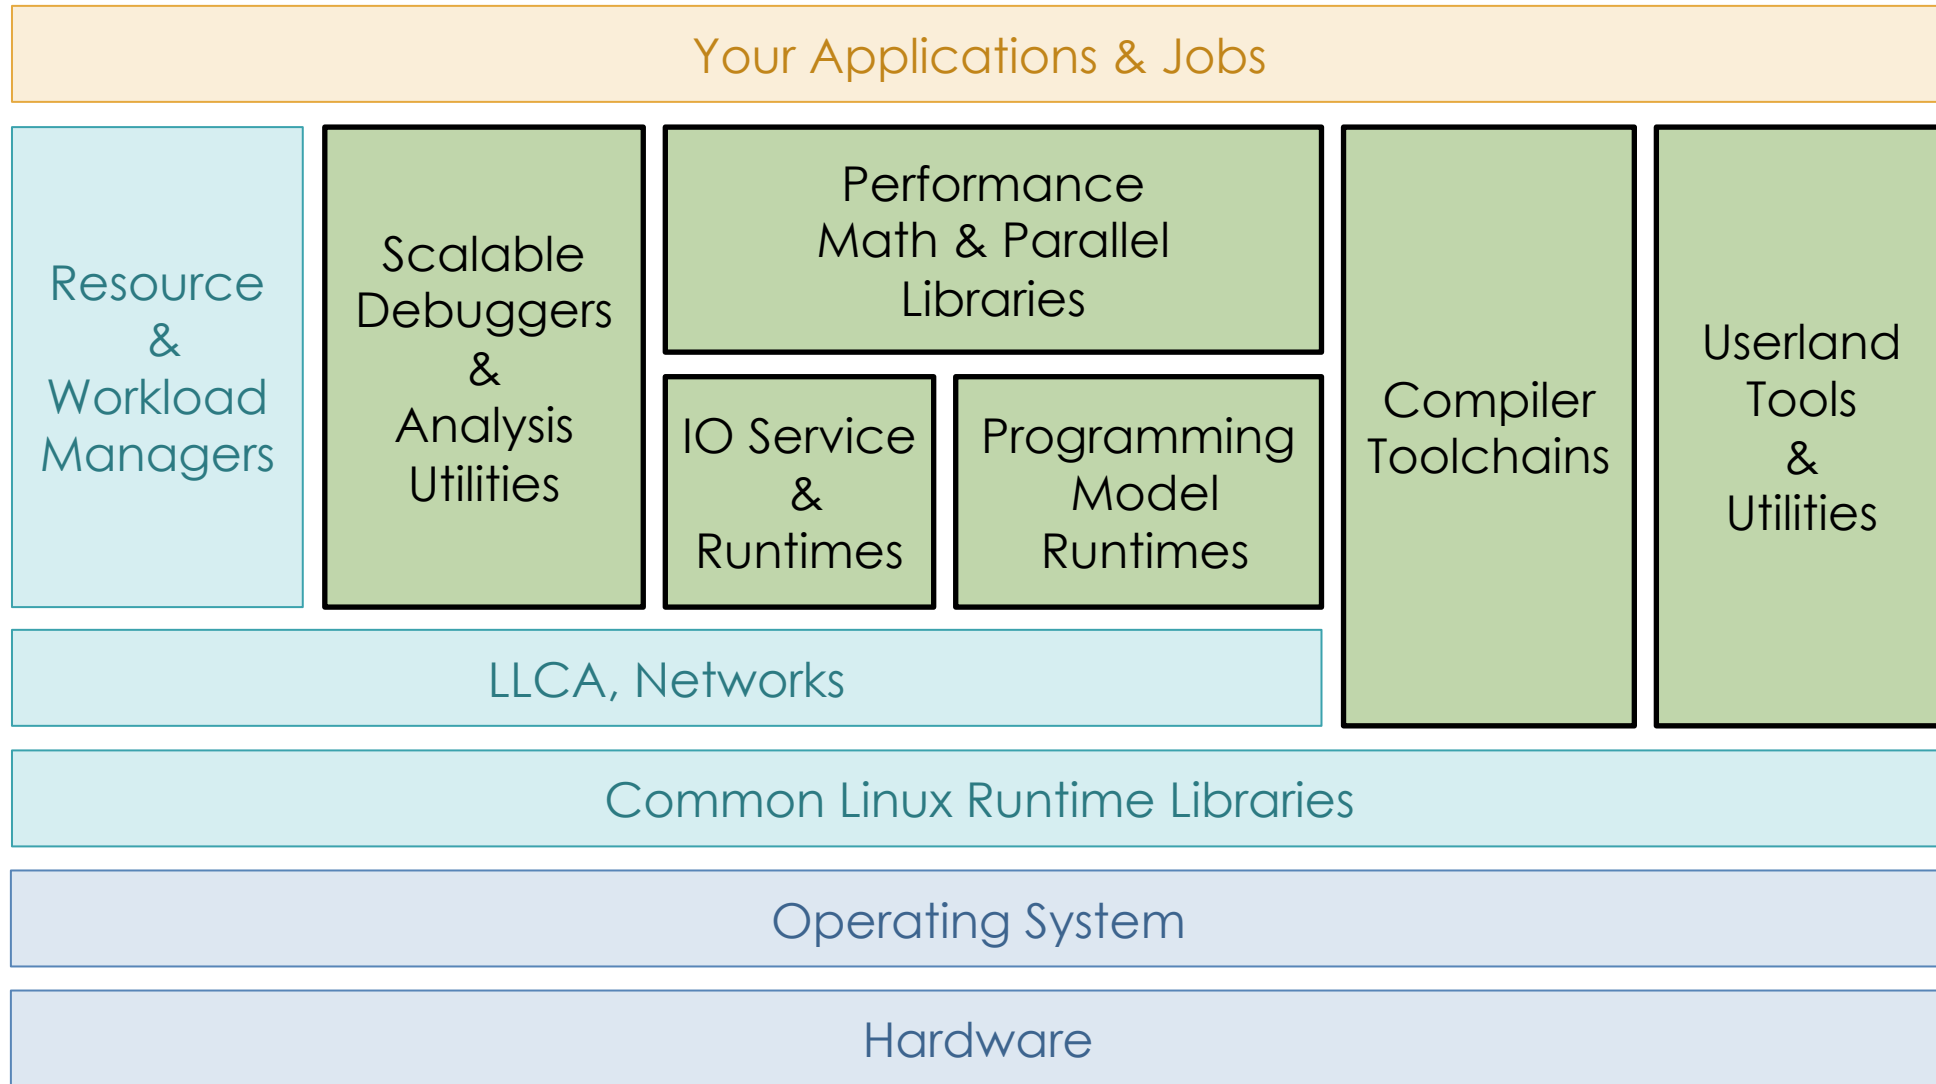 Your Applications & Jobs
Resource
&
Workload
Managers
Scalable
Debuggers
&
Analysis
Utilities
Performance
Math & Parallel
Libraries
IO Service
&
Runtimes
Programming
Model
Runtimes
Compiler
Toolchains
Userland
Tools
&
Utilities
LLCA, Networks
Common Linux Runtime Libraries
Operating System
Hardware